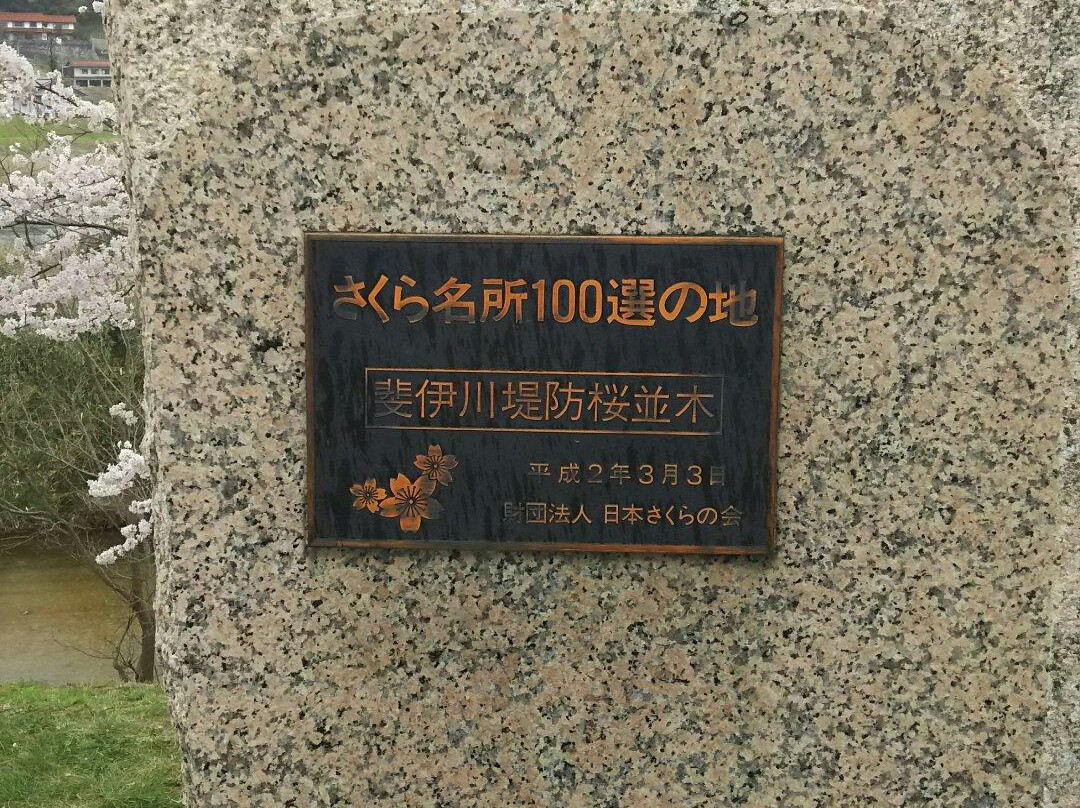 さくら名所100選の地
斐伊川堤防桜並木
平成2年3月3日
財団法人 日本さくらの会